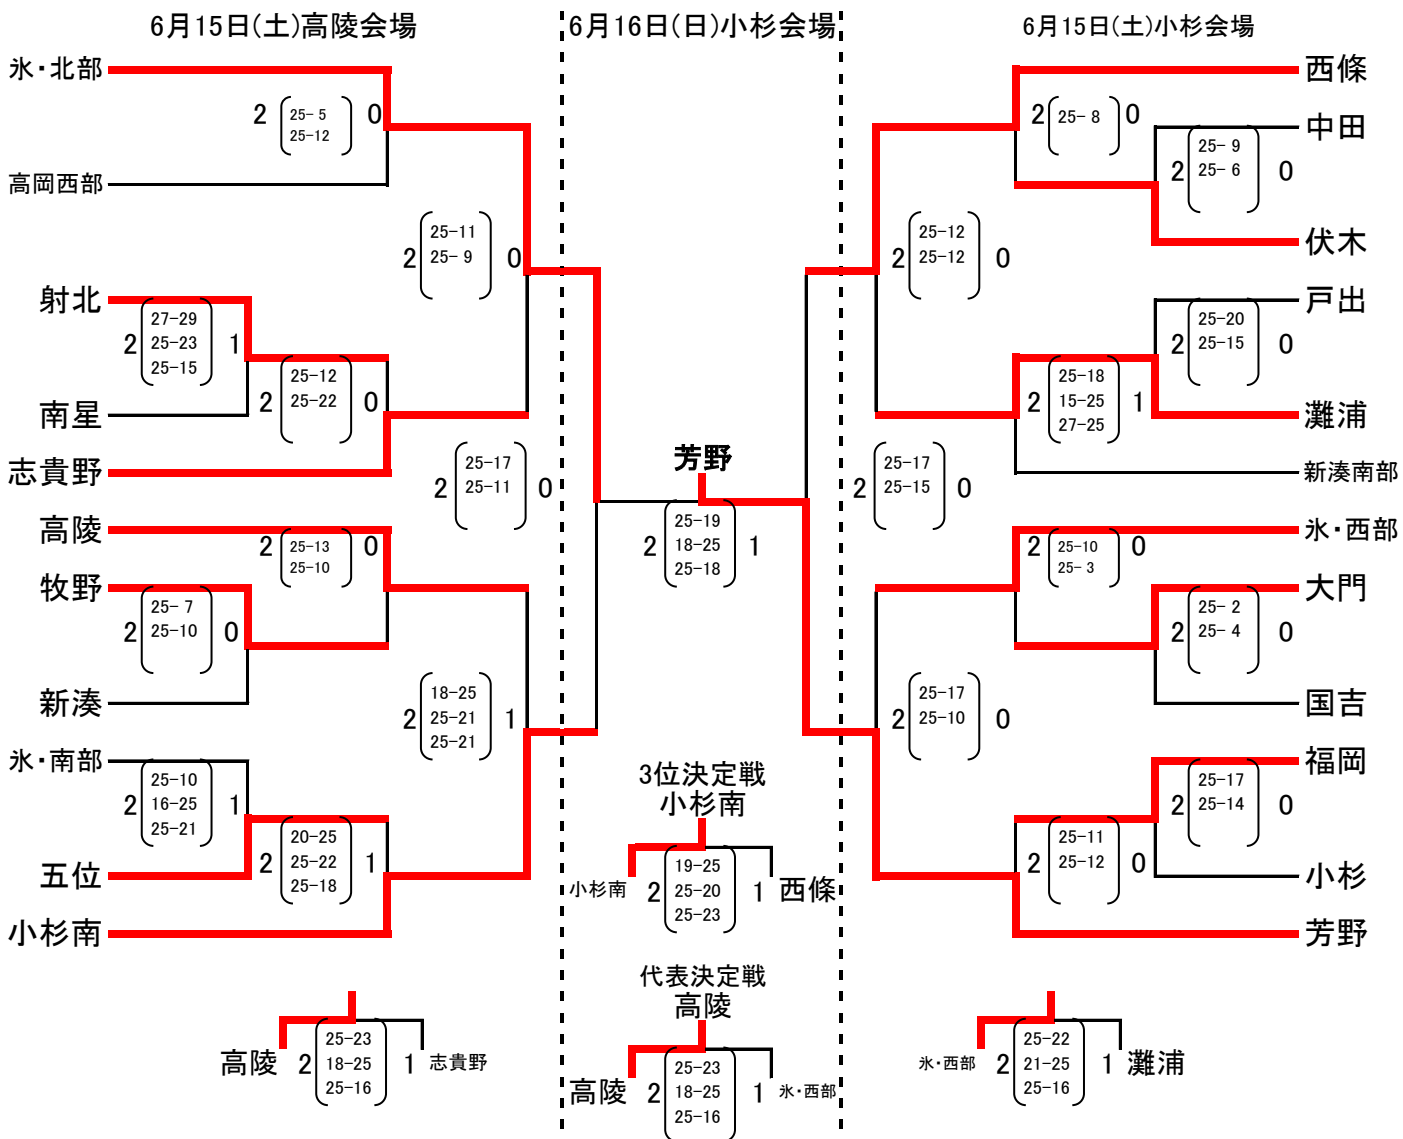 6月15日(土)高陵会場
6月16日(日)小杉会場
6月15日(土)小杉会場
氷・北部
2 25- 5 0
25-12
高岡西部
2 25-11 0
25- 9
射北
27-29
2 25-23 1
25-15
南星
25-12
2 25-22 0
志貴野
25-17
2 25-11 0
高陵
2 25-13 0
25-10
牧野
25- 7
2 25-10 0
新湊
18-25
2 25-21 1
25-21
氷・南部
25-10
2 16-25 1
25-21
五位
20-25
2 25-22 1
25-18
小杉南
高陵
25-23
2 18-25 1
25-16
志貴野
芳野
25-19
2 18-25 1
25-18
3位決定戦
小杉南
小杉南
19-25
2 25-20 1
25-23
西條
代表決定戦
高陵
高陵
25-23
2 18-25 1
25-16
氷・西部
西條
2 25- 8 0
中田
25- 9
2 25- 6 0
伏木
25-12
2 25-12 0
戸出
25-20
2 25-15 0
灘浦
25-18
2 15-25 1
27-25
新湊南部
25-17
2 25-15 0
氷・西部
2 25-10 0
25- 3
大門
25- 2
2 25- 4 0
国吉
25-17
2 25-10 0
福岡
25-17
2 25-14 0
小杉
25-11
2 25-12 0
芳野
氷・西部
25-22
2 21-25 1
25-16
灘浦